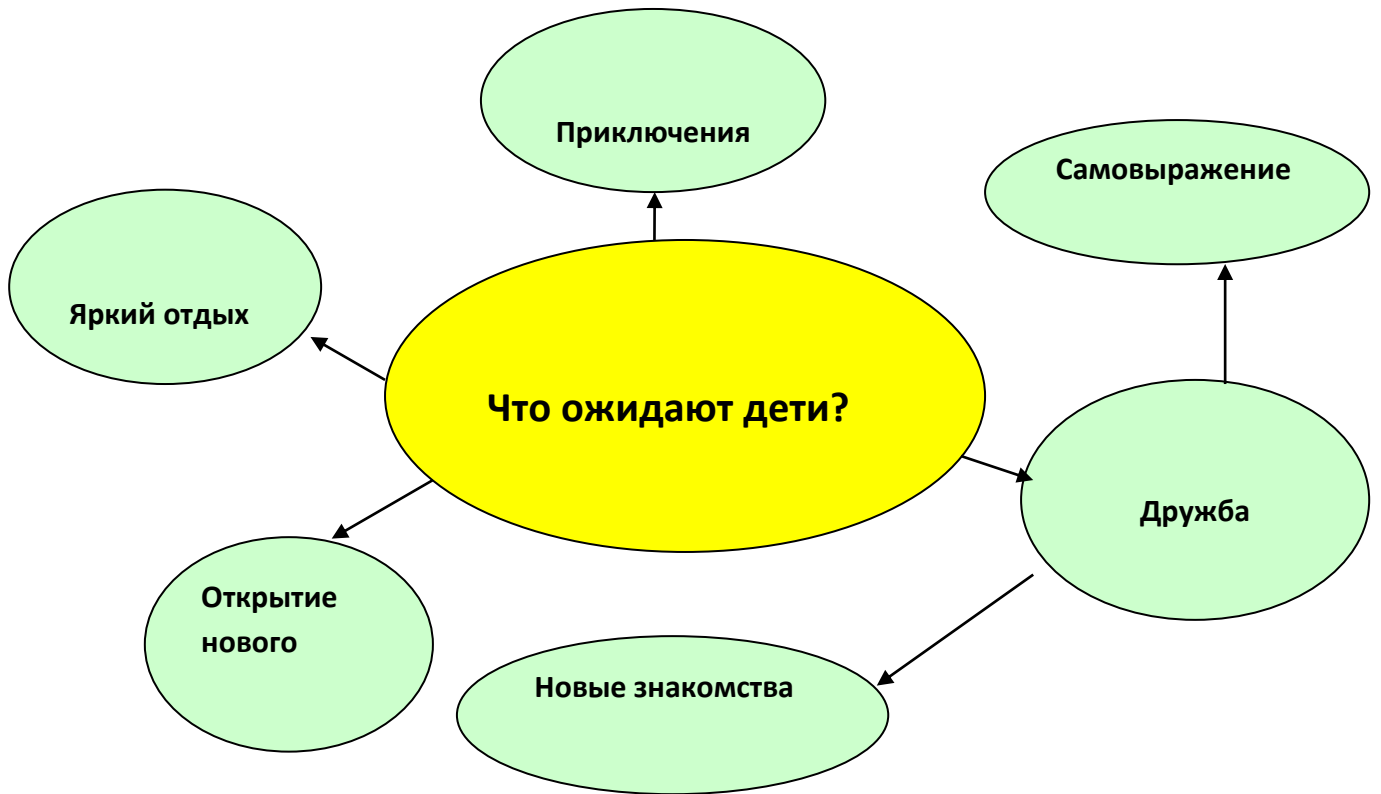 Приключения
Самовыражение
Яркий отдых
Что ожидают дети?
Дружба
Открытие
нового
Новые знакомства